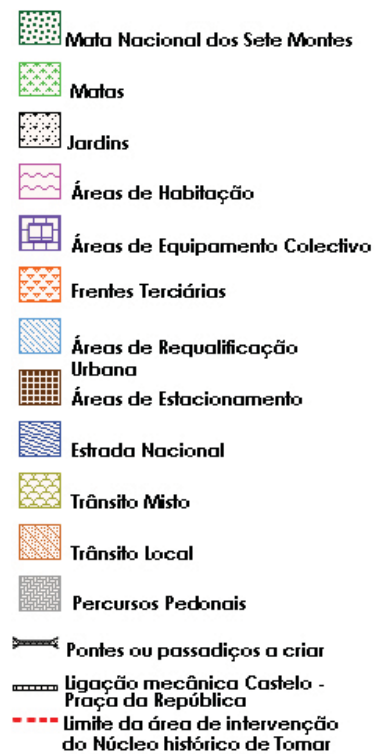 Mata Nacional dos Sete Montes
Matas
Jardins
Áreas de Habitação
Áreas de Equipamento Colectivo
Frentes Terciárias
Áreas de Requalificação
Urbana
Áreas de Estacionamento
Estrada Nacional
Trânsito Misto
Trânsito Local
Percursos Pedonais
Pontes ou passadiços a criar
Ligação mecânica Castelo -
Praça da República
Limite da área de intervenção
do Núcleo histórico de Tomar